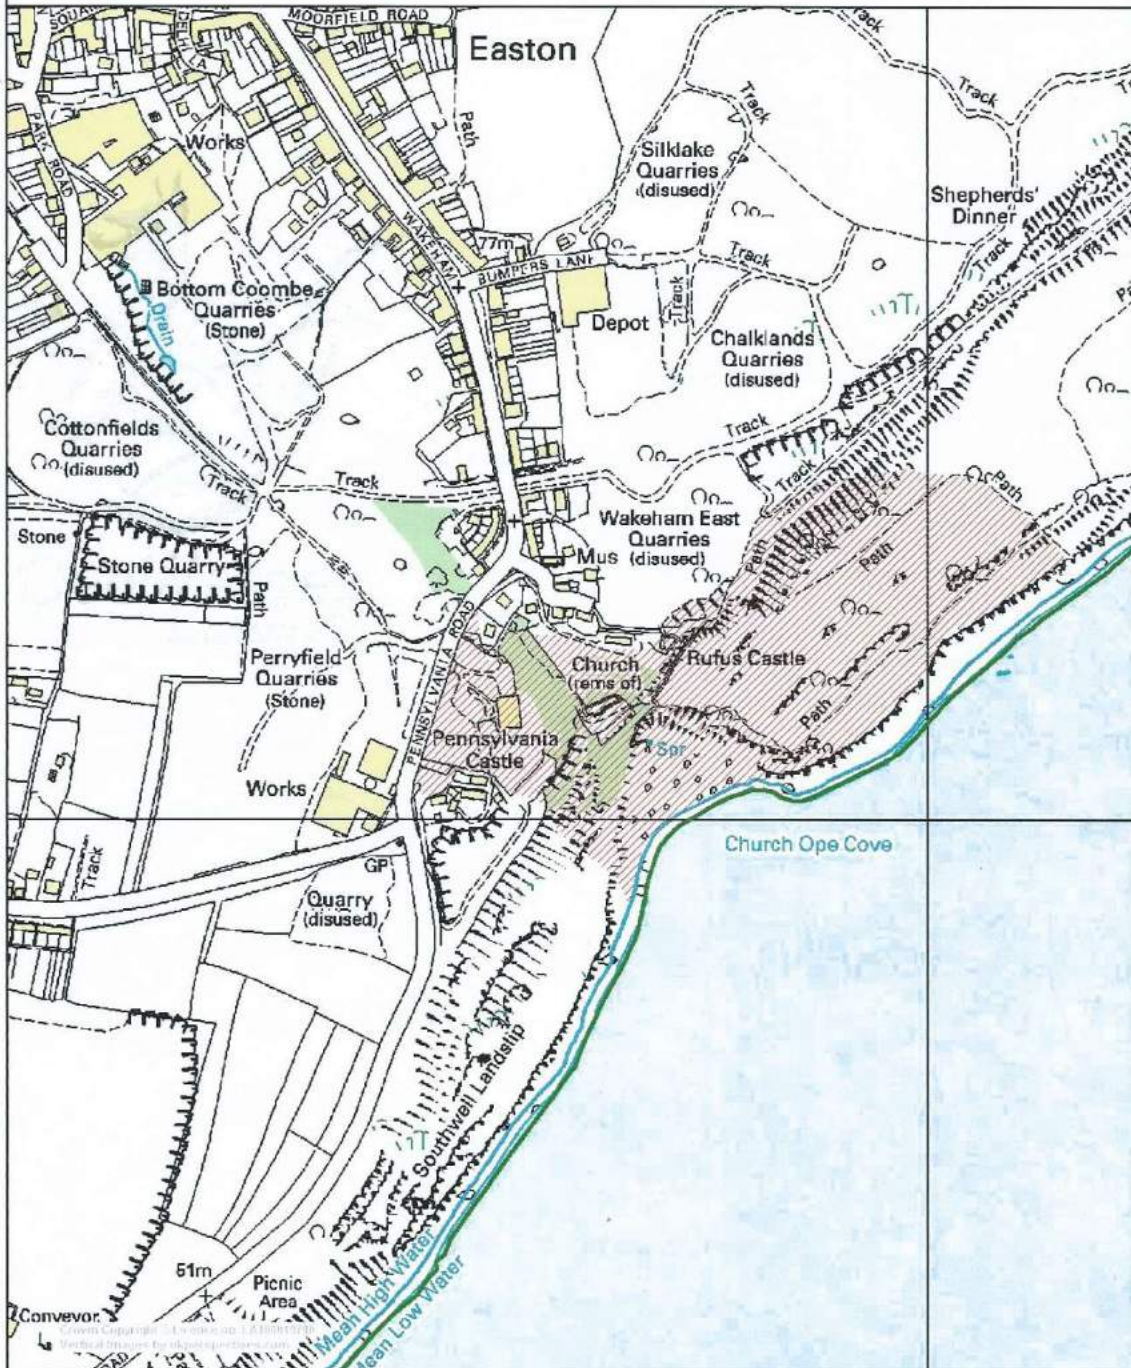 SQUARE
DELHI LA
MOORFIELD ROAD
Easton
Track
Path
Works
PARK ROAD
Track
Silklake
Quarries
(disused)
Shepherds'
Dinner
WAKEHAM
77m
BUMPERS LANE
Track
Track
Bottom Coombe
Quarries
(Stone)
Drain
Depot
Track
Chalklands
Quarries
(disused)
Cottonfields
Quarries
(disused)
Track
Track
Track
Track
Path
Stone
Stone Quarry
Path
Wakeham East
Quarries
(disused)
Mus
Path
Path
PENNSYLVANIA ROAD
Perryfield
Quarries
(Stone)
Church
(rems of)
Rufus Castle
Path
Pennsylvania
Castle
Spr
Works
Church Ope Cove
Track
GP
Quarry
(disused)
Southwell Landslip
51m
Picnic
Area
Mean High Water
Mean Low Water
Conveyor